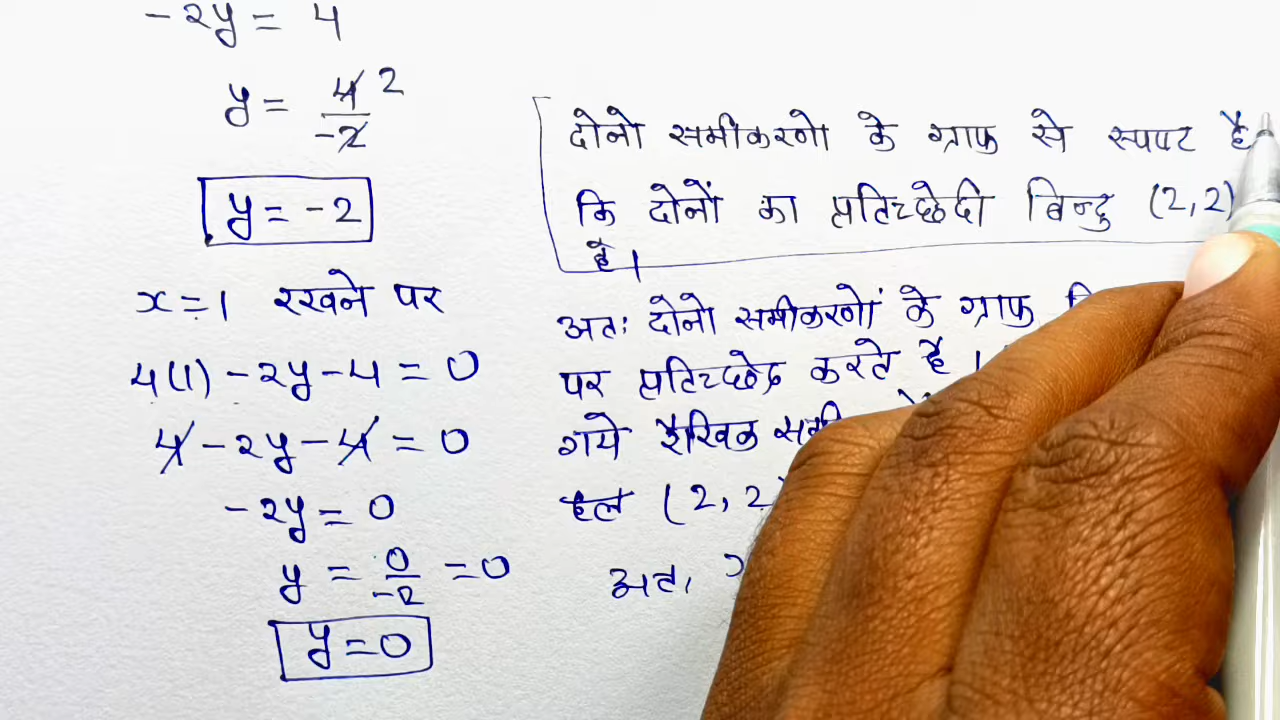 -2y = 4
y = 4 2
-2
y = -2
x = 1 रखने पर
4(1) - 2y - 4 = 0
4 - 2y - 4 = 0
-2y = 0
y = 0 = 0
-2
y = 0
दोनो समीकरणो के ग्राफ से स्पष्ट है
कि दोनों का प्रतिच्छेदी बिन्दु (2,2)
है।
अतः दोनो समीकरणों के ग्राफ
पर प्रतिच्छेद करते है।
गये रैखिक
हल (2, 2
अतः